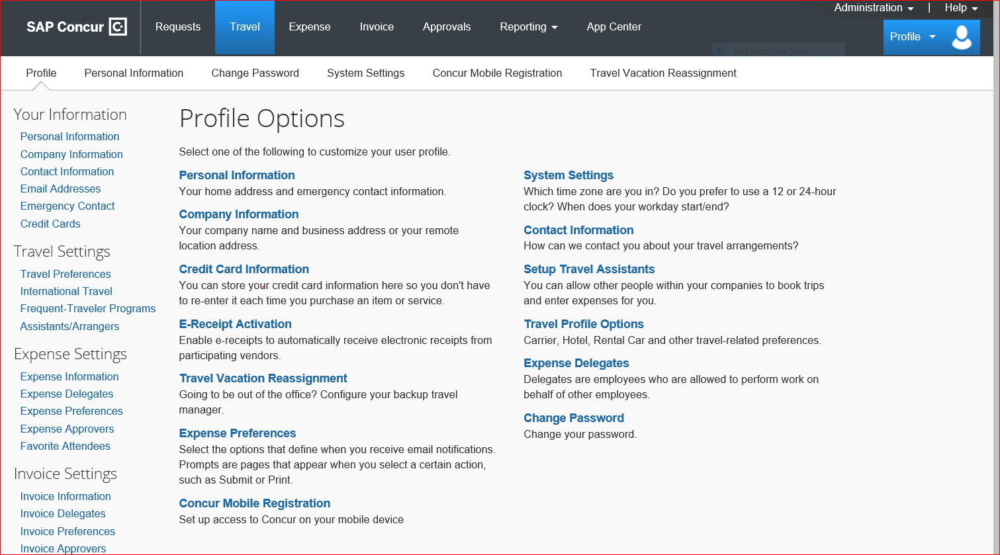 Administration | Help
SAP Concur C
Requests Travel Expense Invoice Approvals Reporting App Center
Profile
Rectangular Snip
Profile Personal Information Change Password System Settings Concur Mobile Registration Travel Vacation Reassignment
Your Information
Personal Information
Company Information
Contact Information
Email Addresses
Emergency Contact
Credit Cards
Travel Settings
Travel Preferences
International Travel
Frequent-Traveler Programs
Assistants/Arrangers
Expense Settings
Expense Information
Expense Delegates
Expense Preferences
Expense Approvers
Favorite Attendees
Invoice Settings
Invoice Information
Invoice Delegates
Invoice Preferences
Invoice Approvers
Profile Options
Select one of the following to customize your user profile.
Personal Information
Your home address and emergency contact information.
Company Information
Your company name and business address or your remote
location address.
Credit Card Information
You can store your credit card information here so you don't have
to re-enter it each time you purchase an item or service.
E-Receipt Activation
Enable e-receipts to automatically receive electronic receipts from
participating vendors.
Travel Vacation Reassignment
Going to be out of the office? Configure your backup travel
manager.
Expense Preferences
Select the options that define when you receive email notifications.
Prompts are pages that appear when you select a certain action,
such as Submit or Print.
Concur Mobile Registration
Set up access to Concur on your mobile device
System Settings
Which time zone are you in? Do you prefer to use a 12 or 24-hour
clock? When does your workday start/end?
Contact Information
How can we contact you about your travel arrangements?
Setup Travel Assistants
You can allow other people within your companies to book trips
and enter expenses for you.
Travel Profile Options
Carrier, Hotel, Rental Car and other travel-related preferences.
Expense Delegates
Delegates are employees who are allowed to perform work on
behalf of other employees.
Change Password
Change your password.